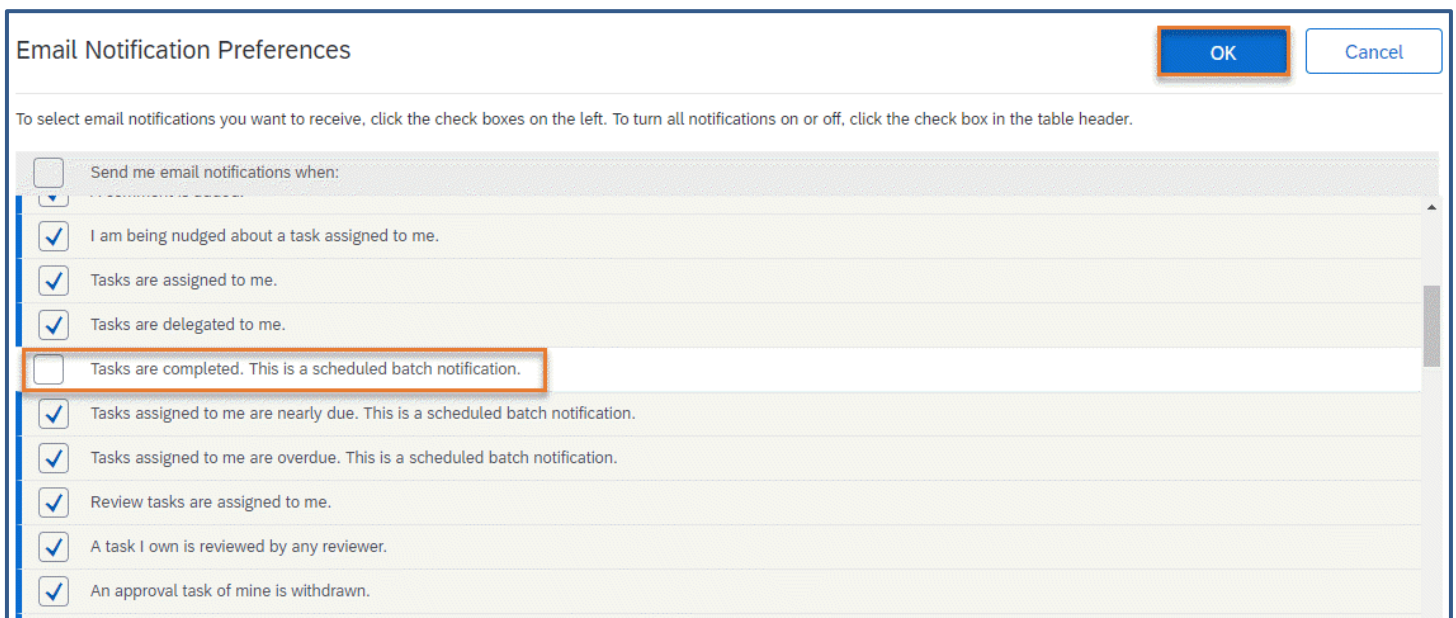 Email Notification Preferences
OK
Cancel
To select email notifications you want to receive, click the check boxes on the left. To turn all notifications on or off, click the check box in the table header.
Send me email notifications when:
I am being nudged about a task assigned to me.
Tasks are assigned to me.
Tasks are delegated to me.
Tasks are completed. This is a scheduled batch notification.
Tasks assigned to me are nearly due. This is a scheduled batch notification.
Tasks assigned to me are overdue. This is a scheduled batch notification.
Review tasks are assigned to me.
A task I own is reviewed by any reviewer.
An approval task of mine is withdrawn.